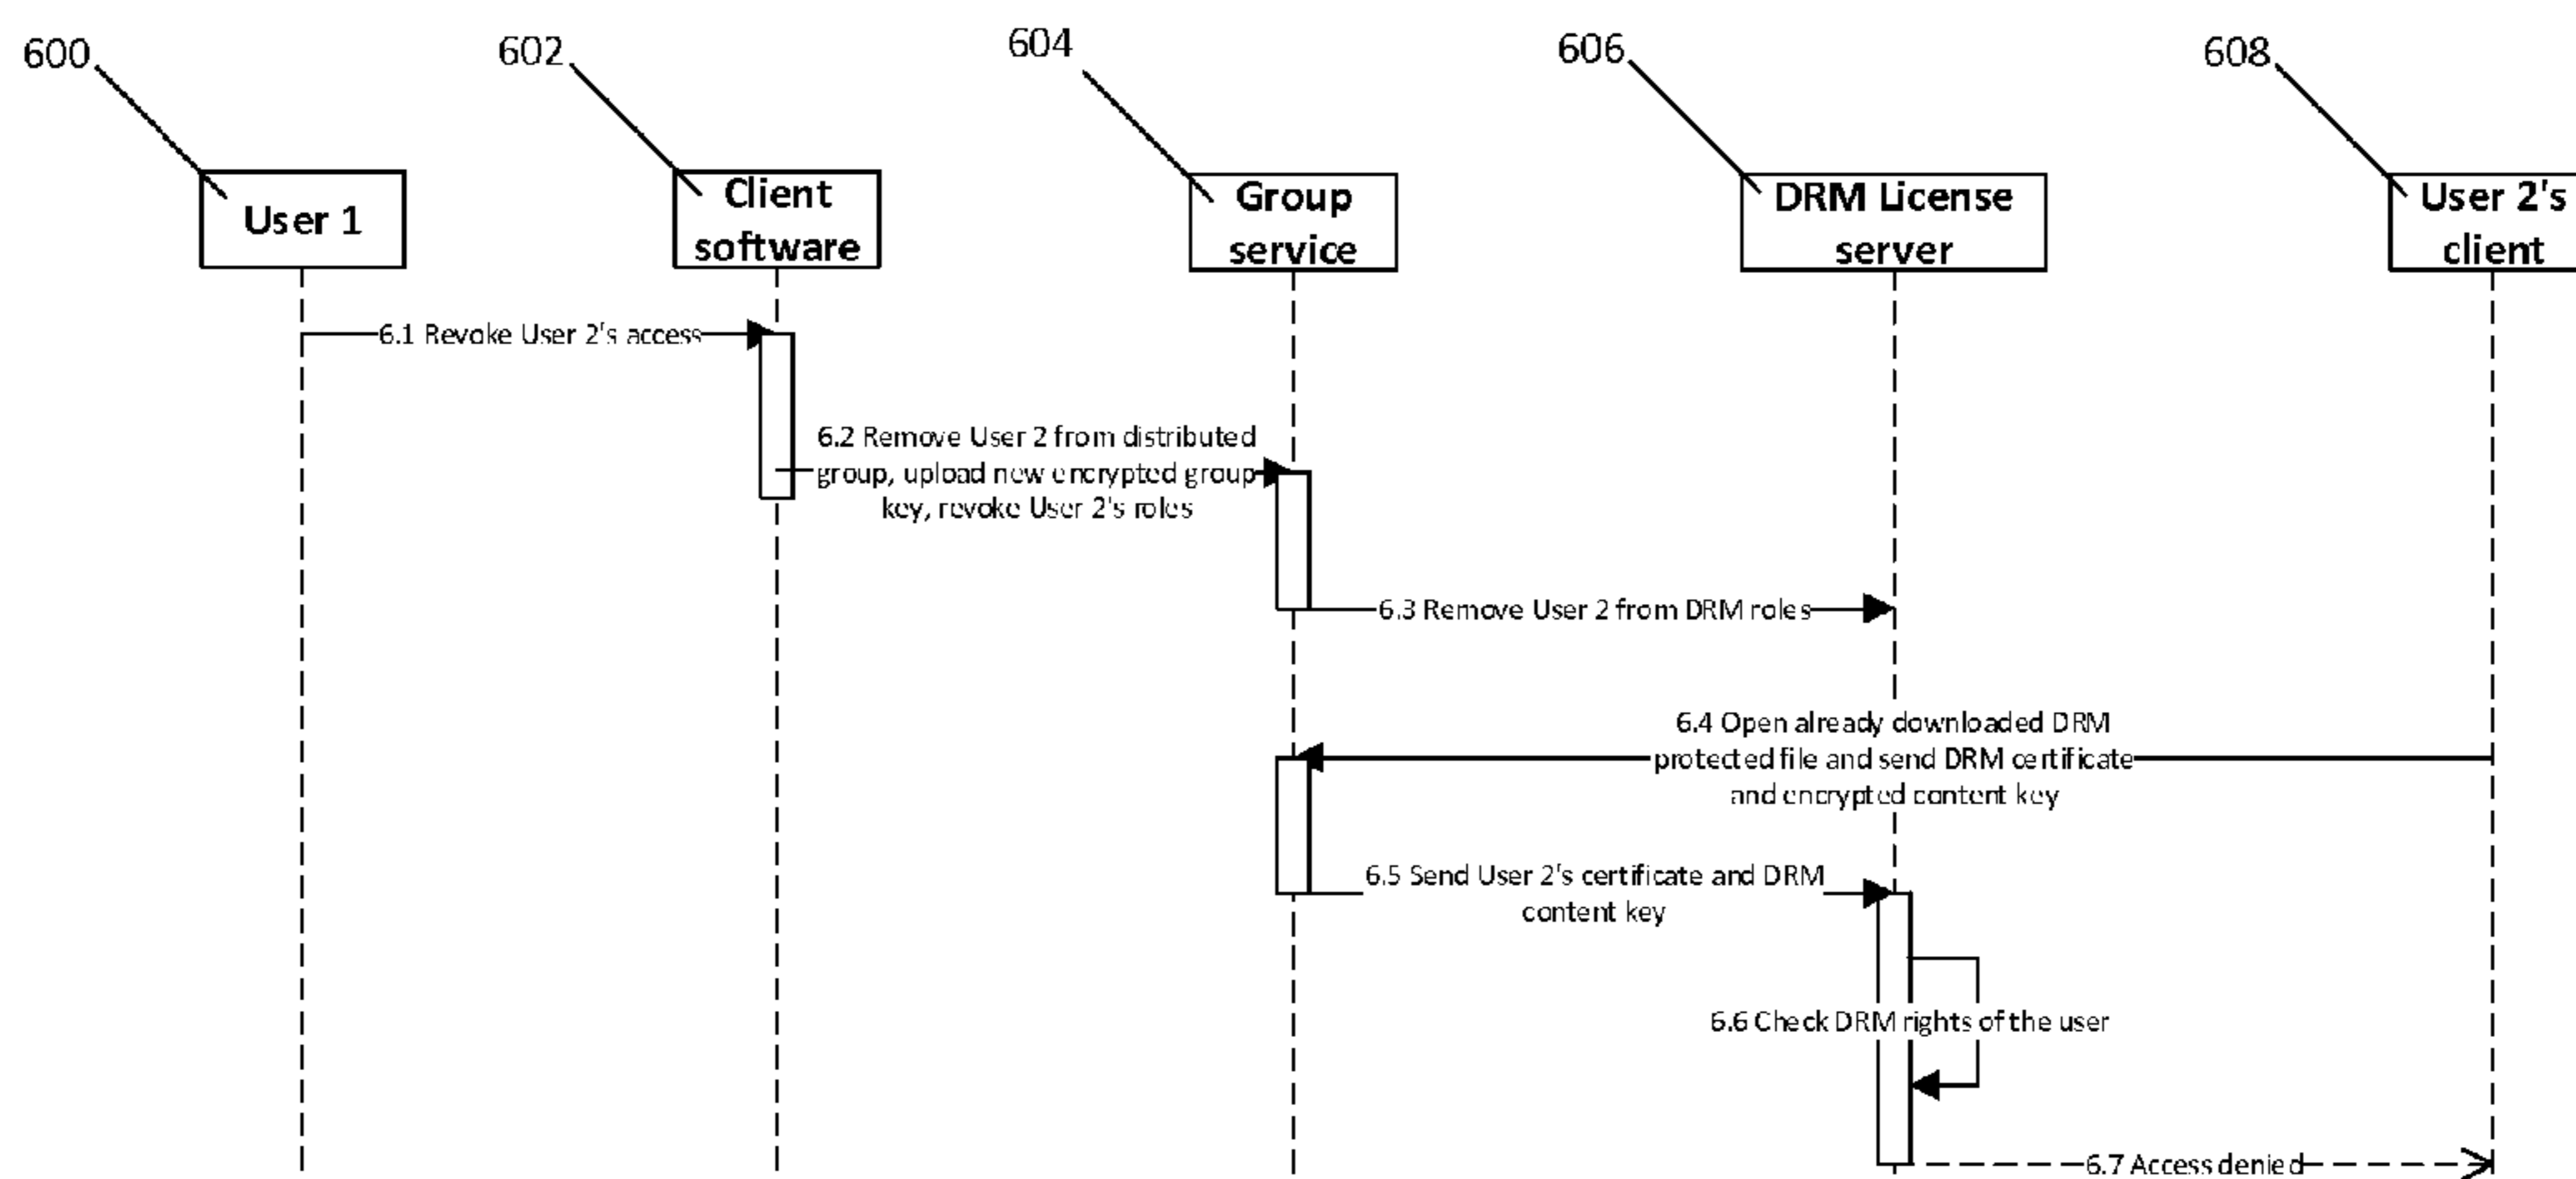 600
602
604
606
608
User 1
Client
software
Group
service
DRM License
server
User 2's
client
6.1 Revoke User 2's access
6.2 Remove User 2 from distributed
group, upload new encrypted group
key, revoke User 2's roles
6.3 Remove User 2 from DRM roles
6.4 Open already downloaded DRM
protected file and send DRM certificate
and encrypted content key
6.5 Send User 2's certificate and DRM
content key
6.6 Check DRM rights of the user
6.7 Access denied